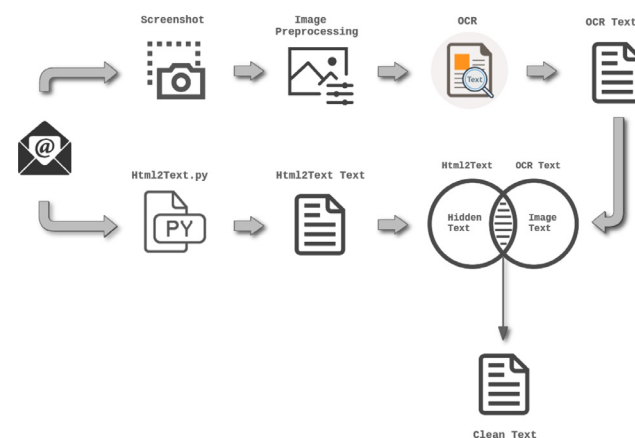 Screenshot
Image
Preprocessing
OCR
OCR Text
Text
@
Html2Text.py
Html2Text Text
PY
Html2Text
OCR Text
Hidden
Text
Image
Text
Clean Text